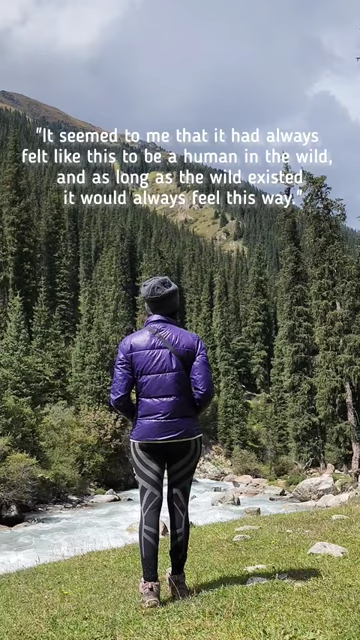 "It seemed to me that it had always
felt like this to be a human in the wild,
and as long as the wild existed
it would always feel this way."